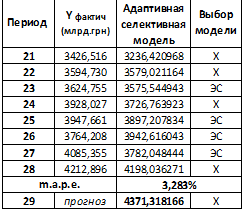 Период Y фактич (млрд.грн) Адаптивная селективная модель Выбор модели
21 3426,516 3236,420968 Х
22 3594,730 3579,021164 Х
23 3624,755 3575,544943 ЭС
24 3928,027 3726,763923 Х
25 3947,661 3897,207834 ЭС
26 3764,208 3942,616043 ЭС
27 4085,355 3782,048444 ЭС
28 4212,896 4198,036271 Х
m.a.p.e. 3,283%
29 прогноз 4371,318166 Х